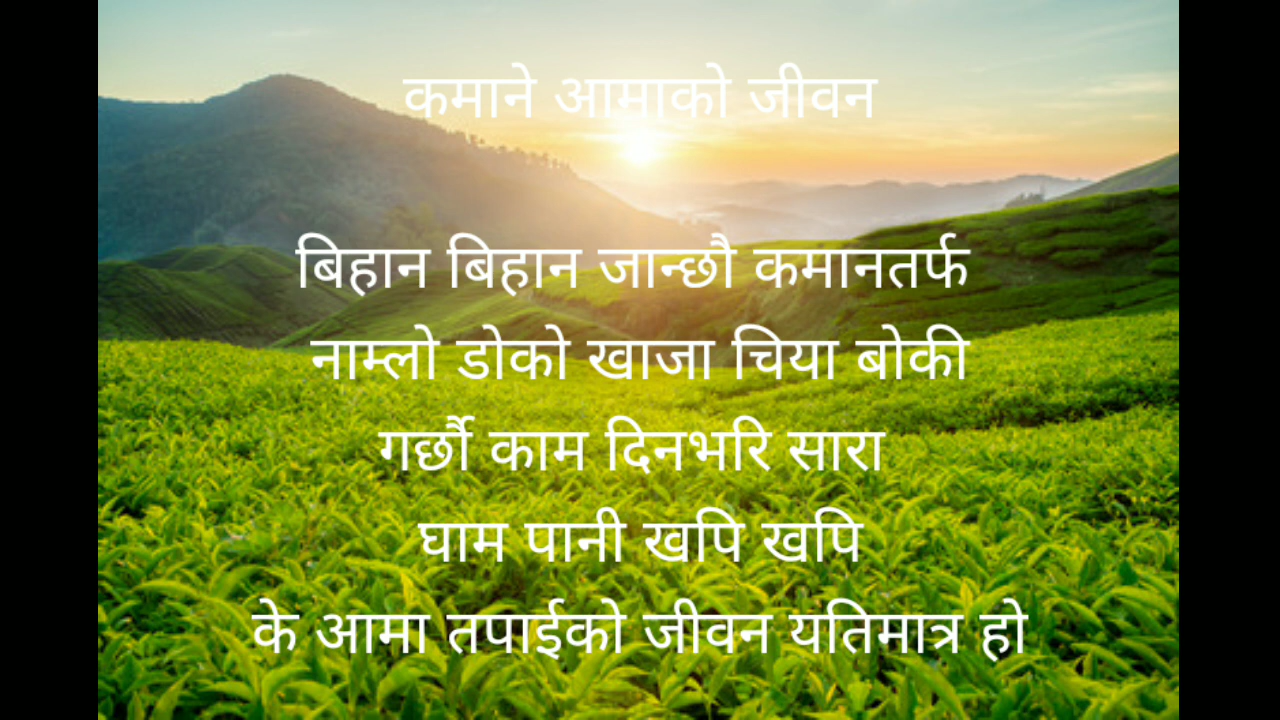 कमाने आमाको जीवन
बिहान बिहान जान्छौ कमानतर्फ
नाम्लो डोको खाजा चिया बोकी
गर्छौ काम दिनभरि सारा
घाम पानी खपि खपि
के आमा तपाईको जीवन यतिमात्र हो